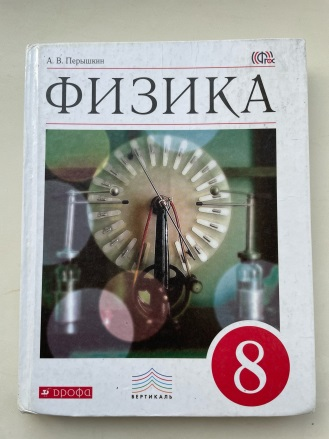 А. В. Перышкин
ФГОС
ФИЗИКА
8
дрофа
ВЕРТИКАЛЬ